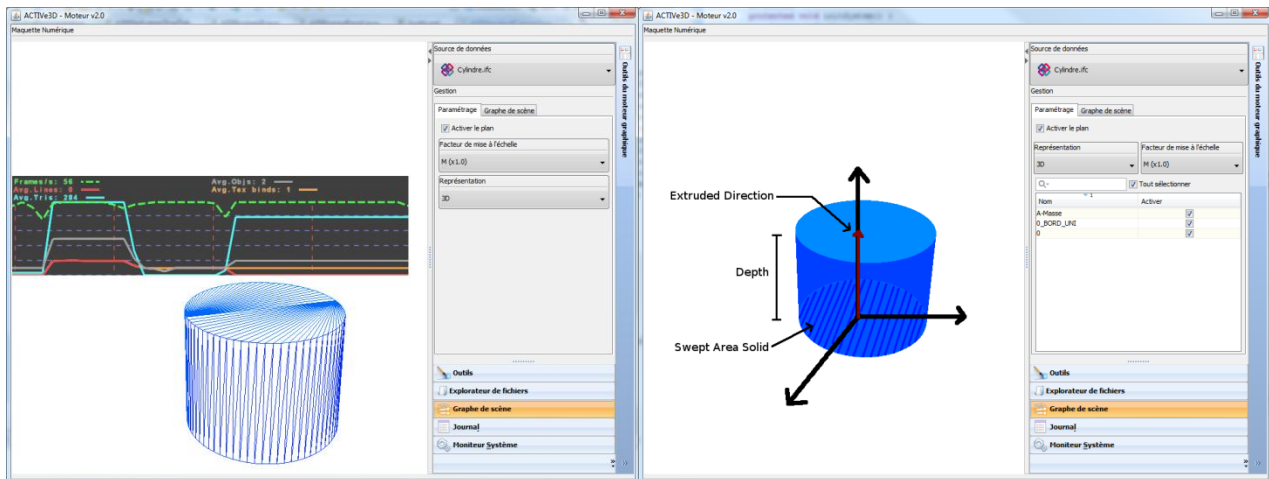 ACTIVe3D - Moteur v2.0
Maquette Numérique
Source de données
Cylindre.ifc
Gestion
Paramétrage Graphe de scène
Activer le plan
Facteur de mise à l'échelle
M (x1.0)
Représentation
3D
Frames/s: 56
Avg.Lines: 0
Avg.Tris: 284
Avg.Objs: 2
Avg.Tex binds: 1
Outils
Explorateur de fichiers
Graphe de scène
Journal
Moniteur Système
Outils du moteur graphique
ACTIVe3D - Moteur v2.0
Maquette Numérique
Extruded Direction
Depth
Swept Area Solid
Source de données
Cylindre.ifc
Gestion
Paramétrage Graphe de scène
Activer le plan
Représentation Facteur de mise à l'échelle
3D M (x1.0)
Tout sélectionner
Nom 1 Activer
A-Masse
0_BORD_UNI
0
Outils
Explorateur de fichiers
Graphe de scène
Journal
Moniteur Système
Outils du moteur graphique